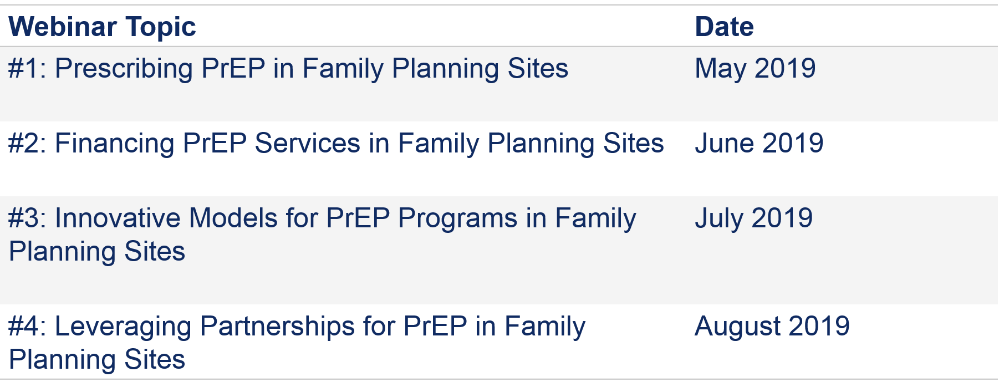 Webinar Topic Date
#1: Prescribing PrEP in Family Planning Sites May 2019
#2: Financing PrEP Services in Family Planning Sites June 2019
#3: Innovative Models for PrEP Programs in Family July 2019
Planning Sites
#4: Leveraging Partnerships for PrEP in Family August 2019
Planning Sites